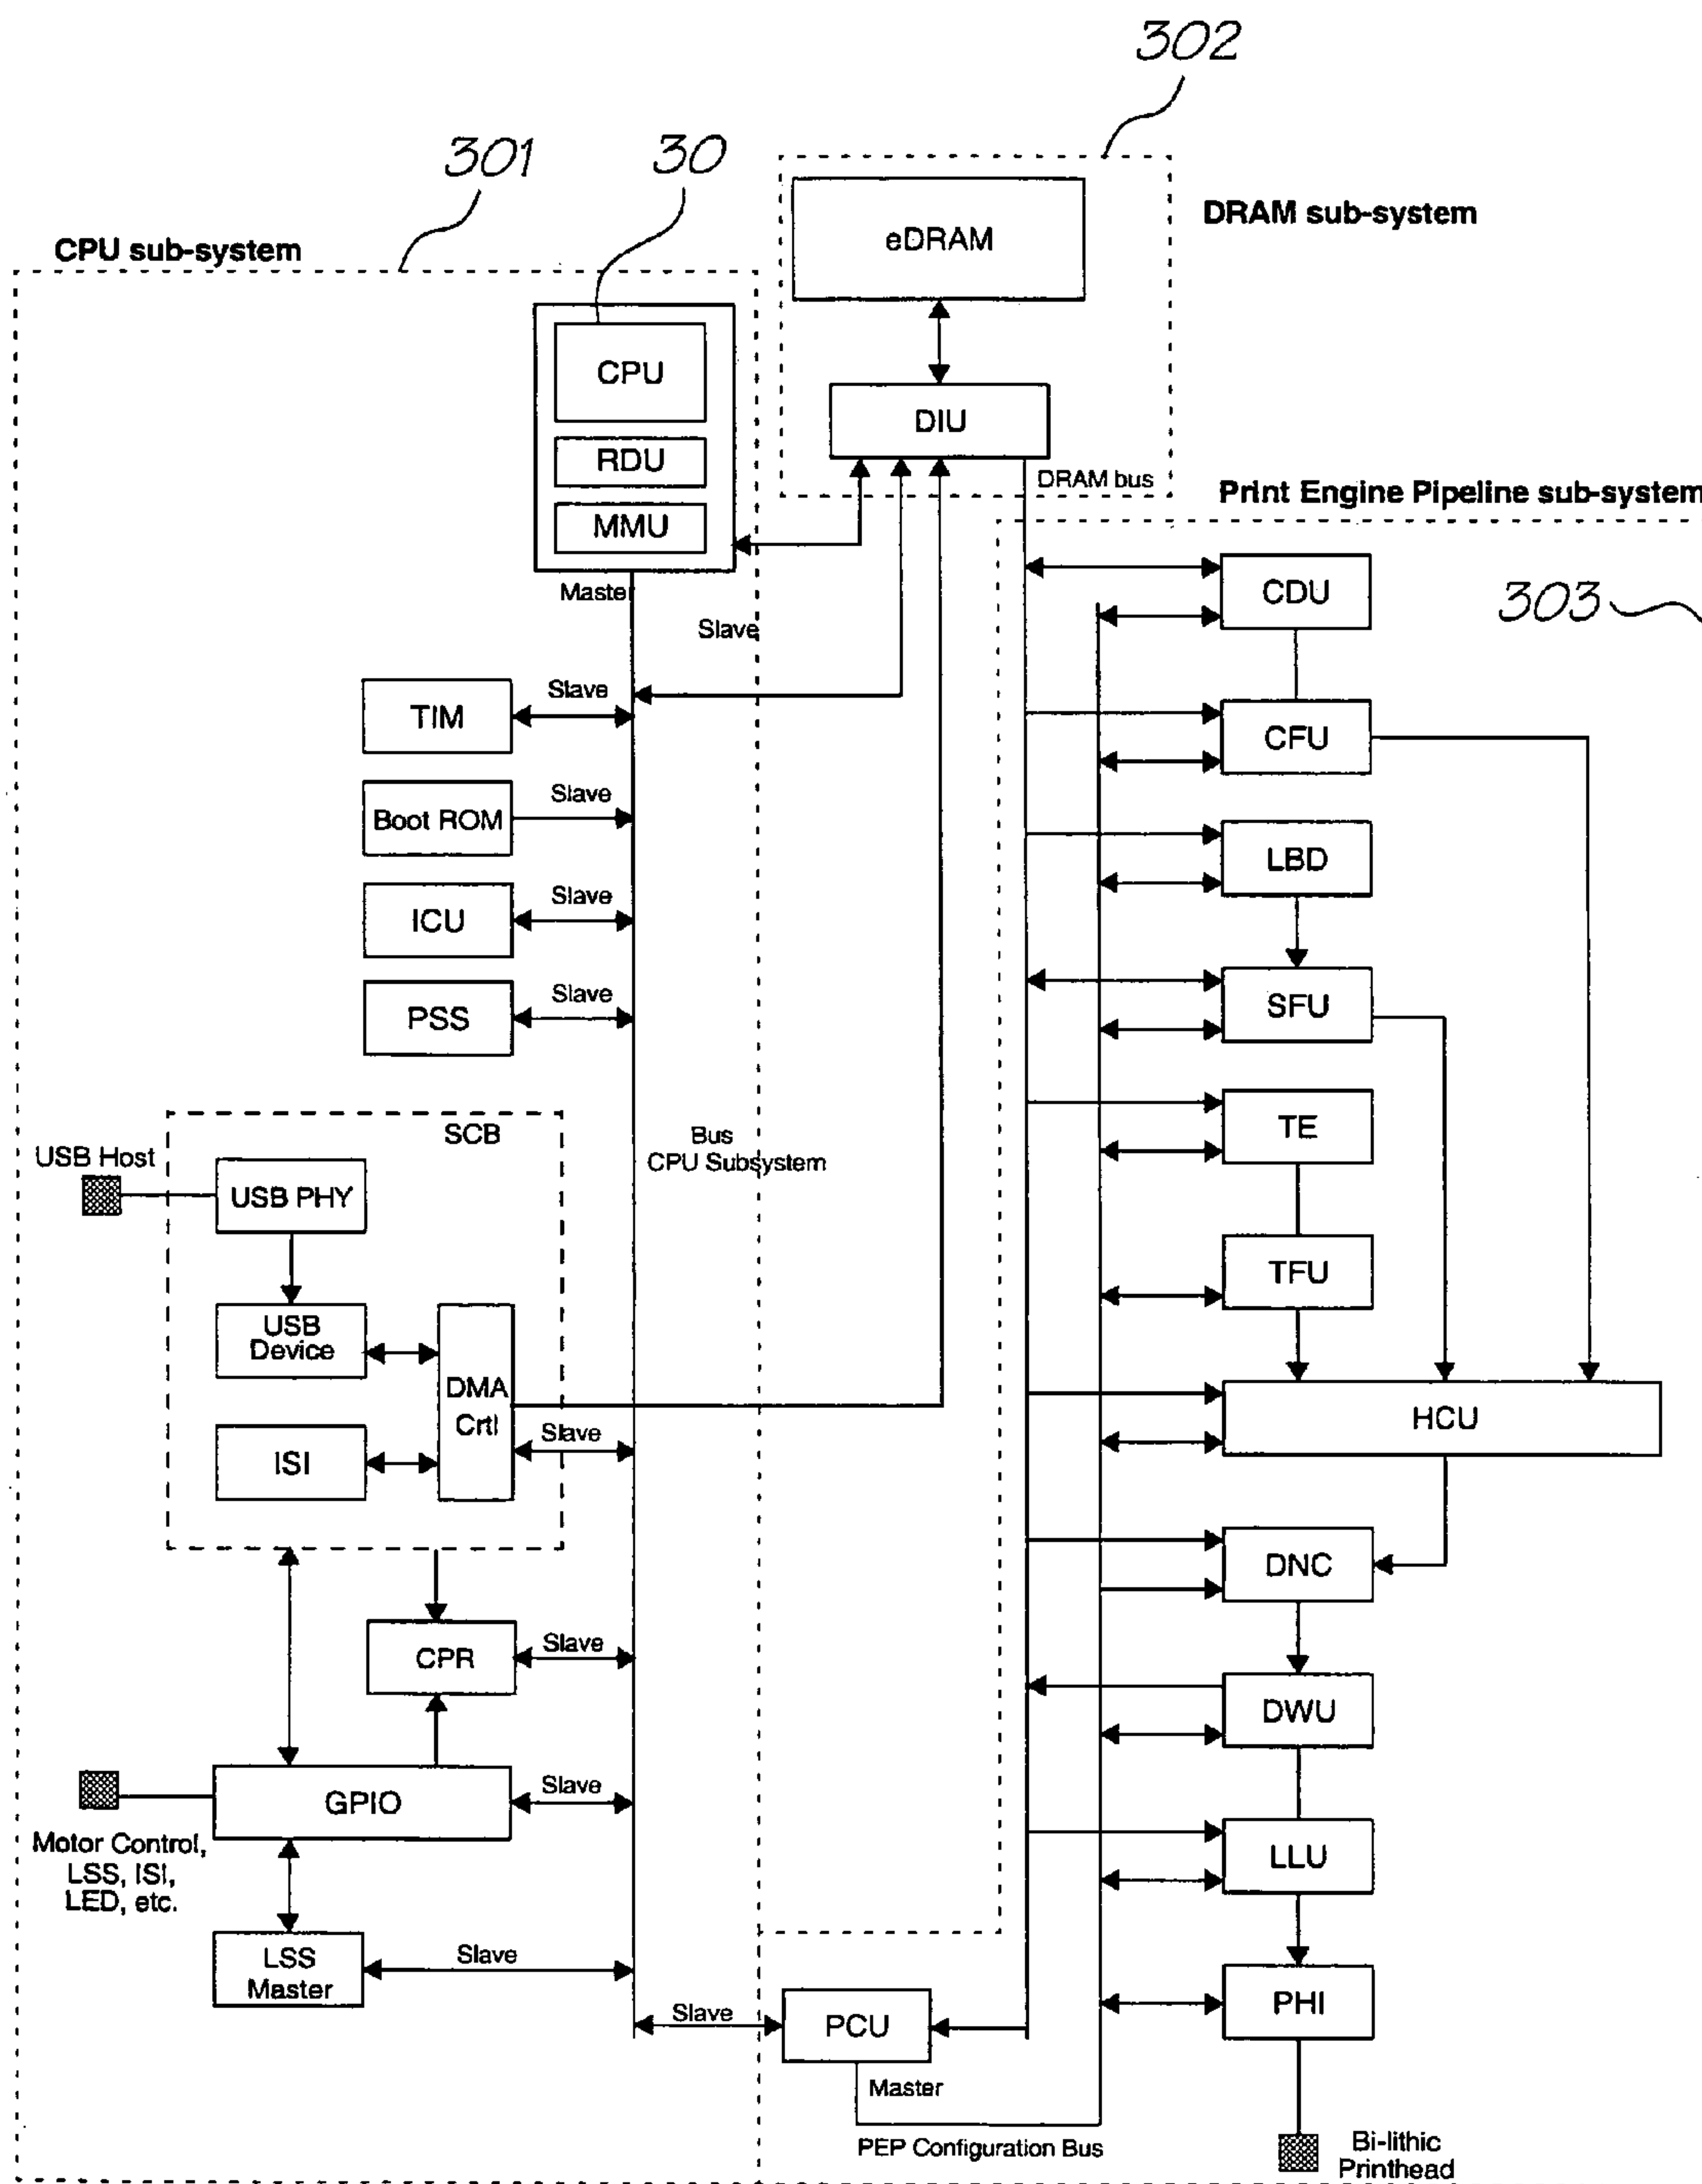 302
301
30
DRAM sub-system
CPU sub-system
eDRAM
CPU
DIU
RDU
DRAM bus
Print Engine Pipeline sub-system
MMU
Master
CDU
303
Slave
Slave
TIM
CFU
Slave
Boot ROM
LBD
Slave
ICU
Slave
PSS
SFU
SCB
Bus
CPU Subsystem
TE
USB Host
USB PHY
TFU
USB
Device
DMA
Crtl
HCU
Slave
ISI
DNC
Slave
CPR
DWU
Slave
GPIO
Motor Control,
LSS, ISI,
LED, etc.
LLU
LSS
Master
Slave
Slave
PCU
PHI
Master
PEP Configuration Bus
Bi-lithic
Printhead